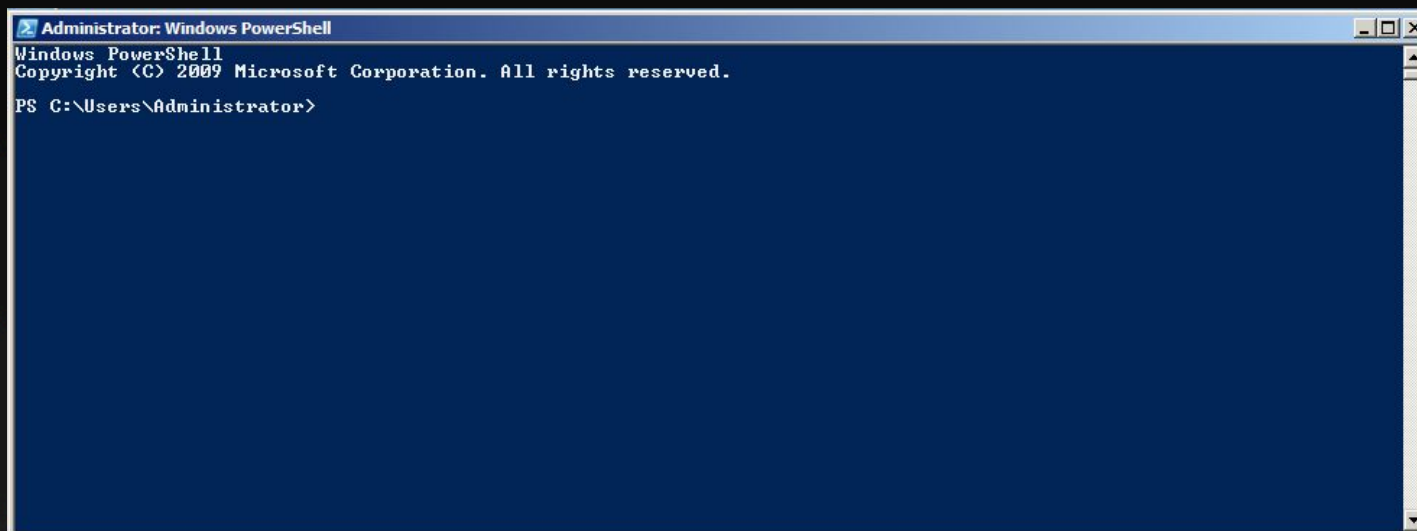 Administrator: Windows PowerShell
Windows PowerShell
Copyright (C) 2009 Microsoft Corporation. All rights reserved.
PS C:\Users\Administrator>